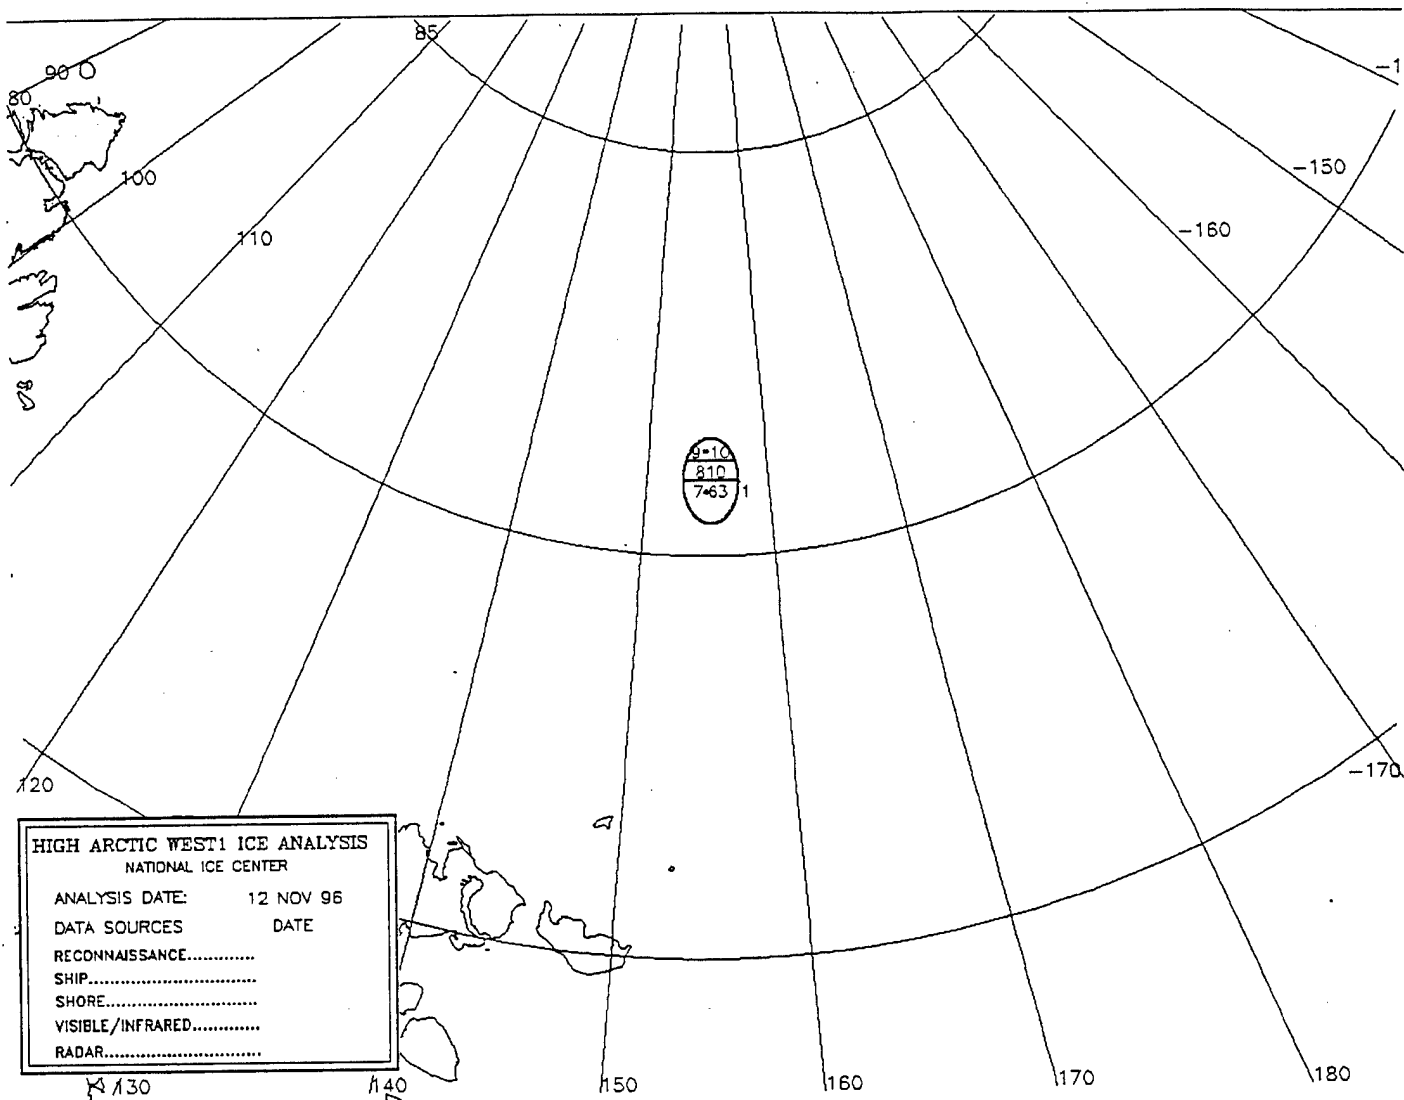 85
90
-1
80
100
-150
110
-160
9•10
810
7•63 1
120
-170
HIGH ARCTIC WEST1 ICE ANALYSIS
NATIONAL ICE CENTER
ANALYSIS DATE: 12 NOV 96
DATA SOURCES DATE
RECONNAISSANCE.............
SHIP................................
SHORE.............................
VISIBLE/INFRARED.............
RADAR..............................
130
140
150
160
170
180